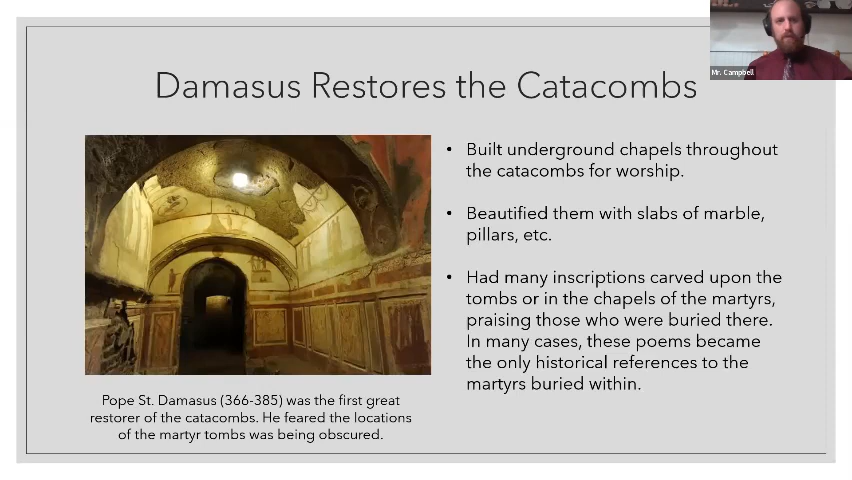 Mr. Campbell
Damasus Restores the Catacombs
• Built underground chapels throughout
the catacombs for worship.
• Beautified them with slabs of marble,
pillars, etc.
• Had many inscriptions carved upon the
tombs or in the chapels of the martyrs,
praising those who were buried there.
In many cases, these poems became
the only historical references to the
martyrs buried within.
Pope St. Damasus (366-385) was the first great
restorer of the catacombs. He feared the locations
of the martyr tombs was being obscured.